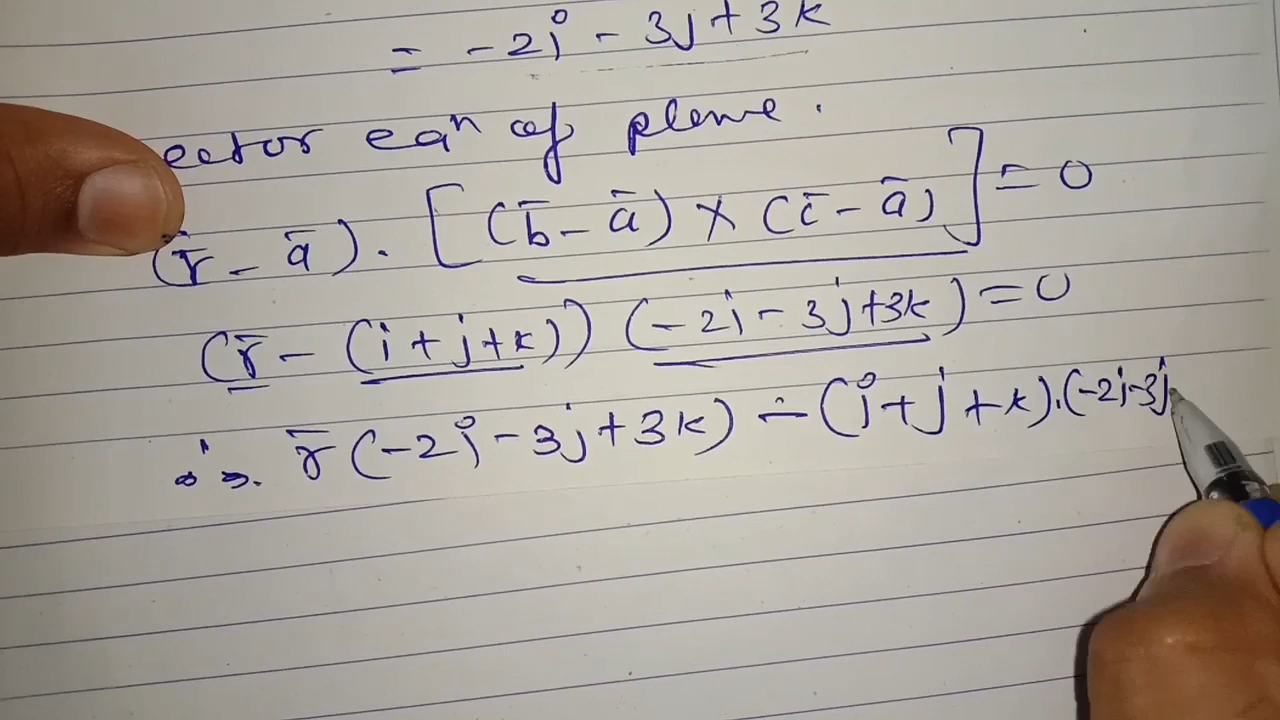 = -2i - 3j + 3k
ector eqn of plane.
(r̄ - ā). [(b̄ - ā) × (c̄ - ā)] = 0
(r̄ - (i + j + k)) (-2i - 3j + 3k) = 0
∴ r̄ (-2i - 3j + 3k) - (i + j + k).(-2i - 3j